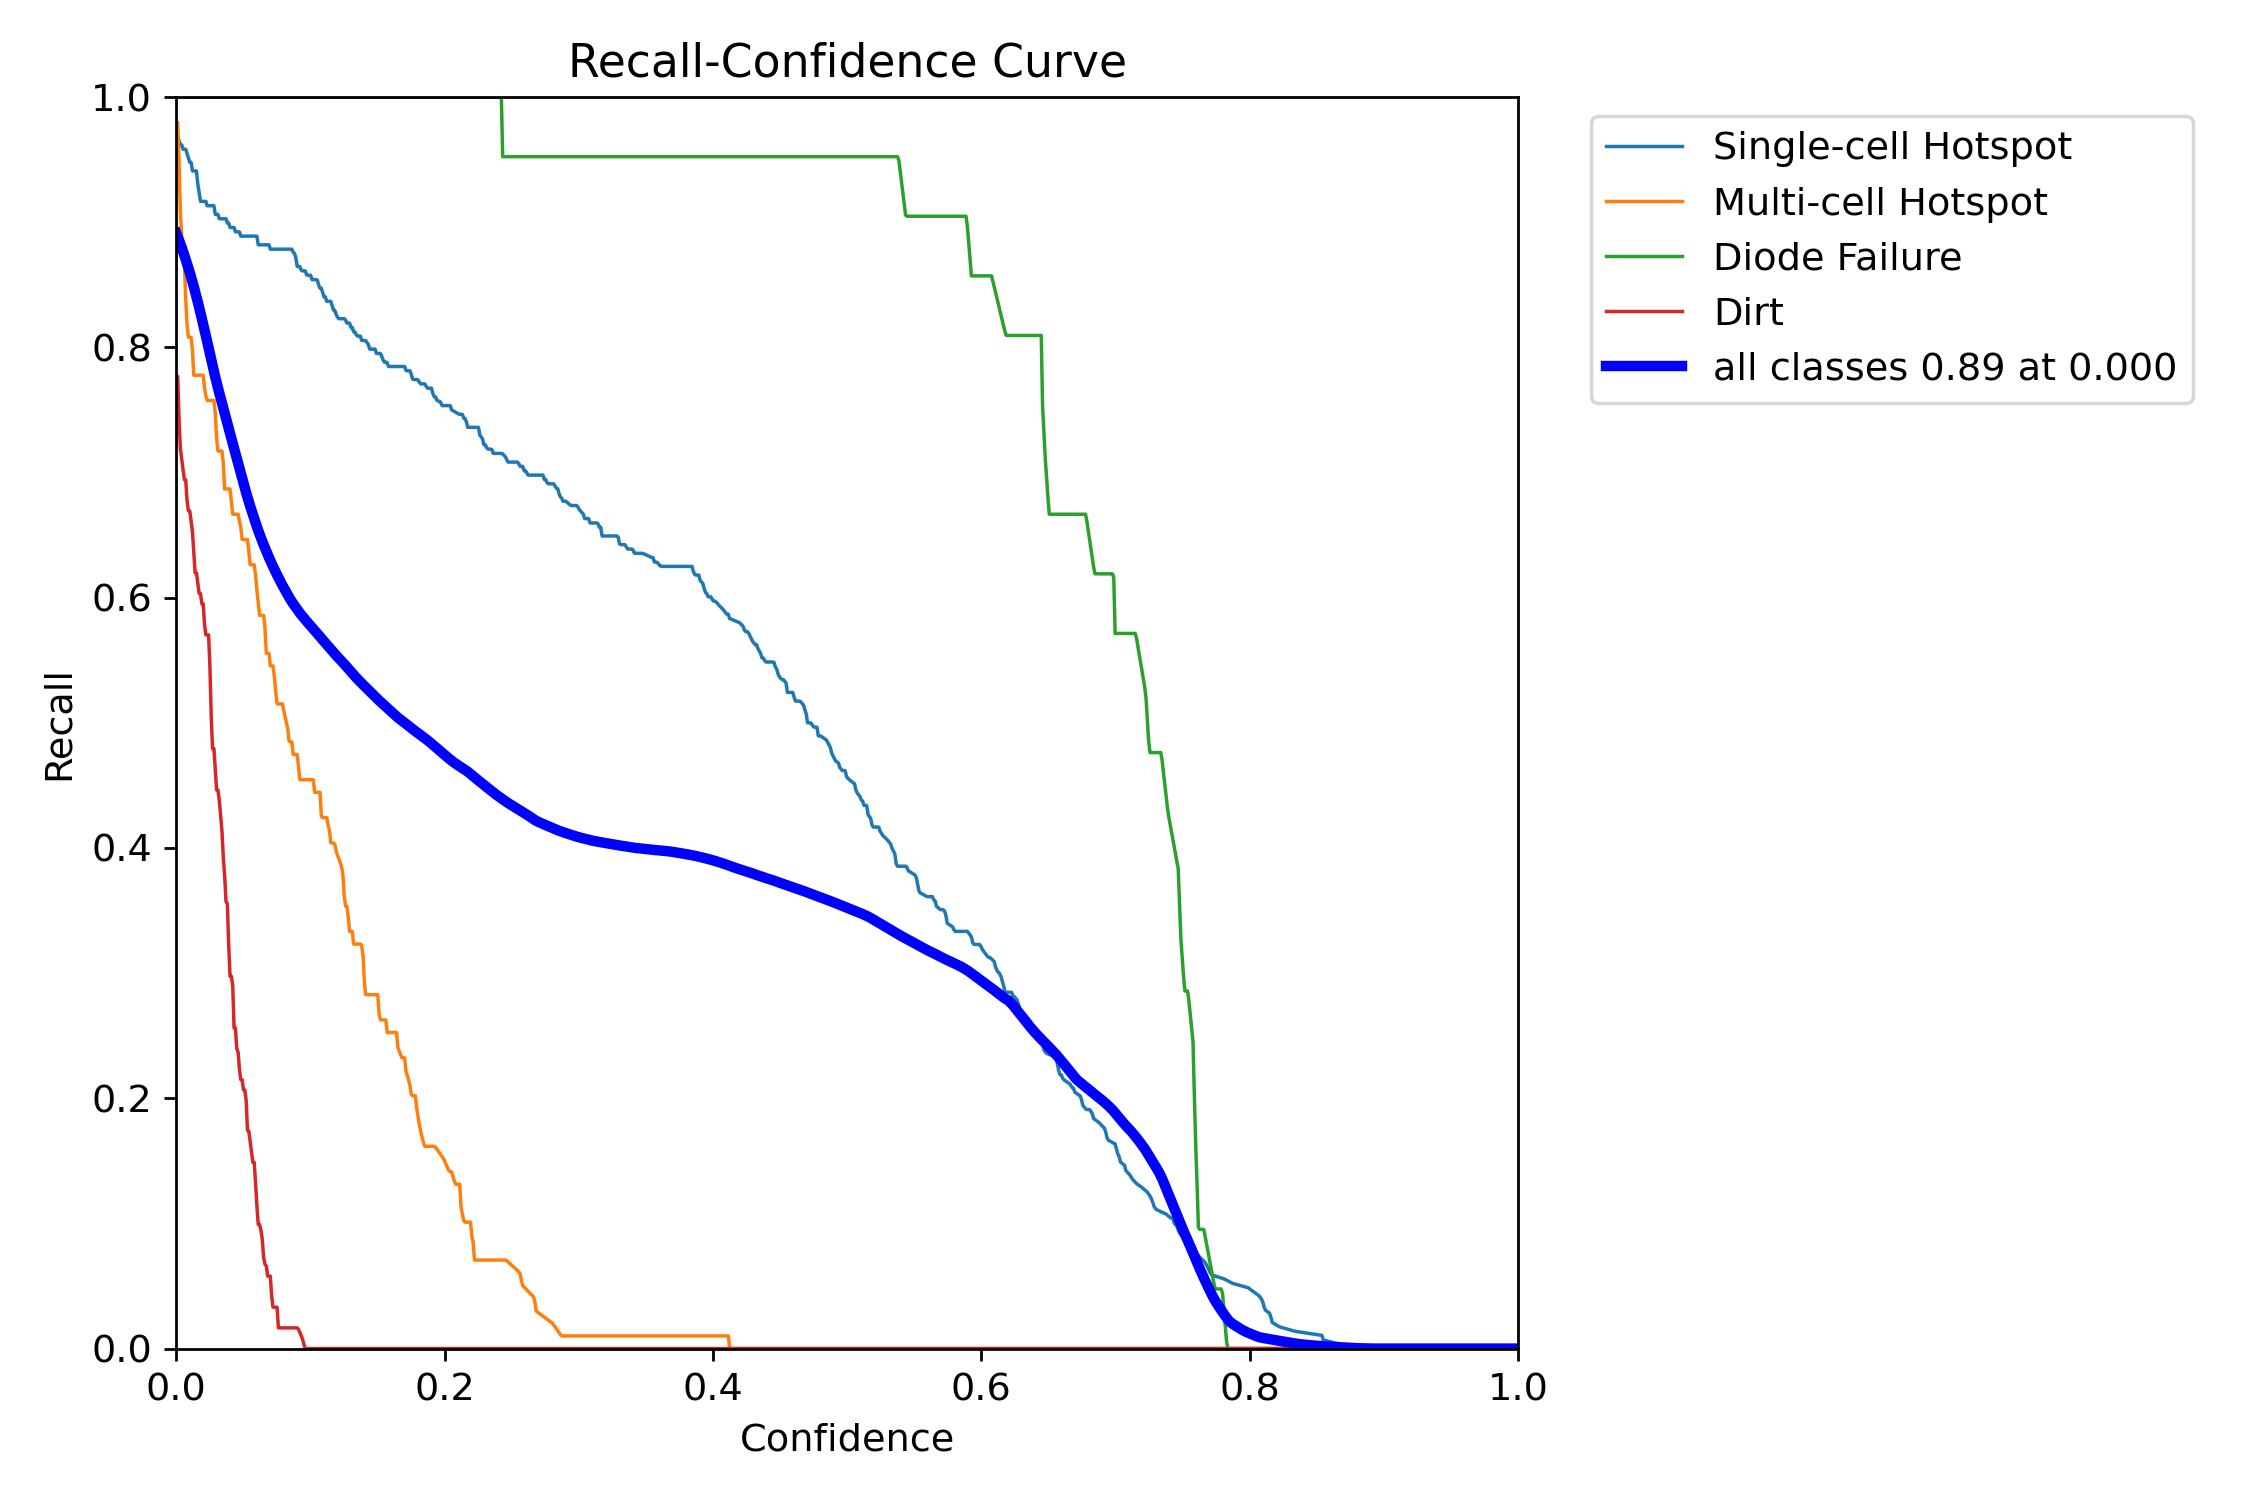 Recall-Confidence Curve
1.0
0.8
0.6
0.4
0.2
0.0
Recall
0.0 0.2 0.4 0.6 0.8 1.0
Confidence
Single-cell Hotspot
Multi-cell Hotspot
Diode Failure
Dirt
all classes 0.89 at 0.000